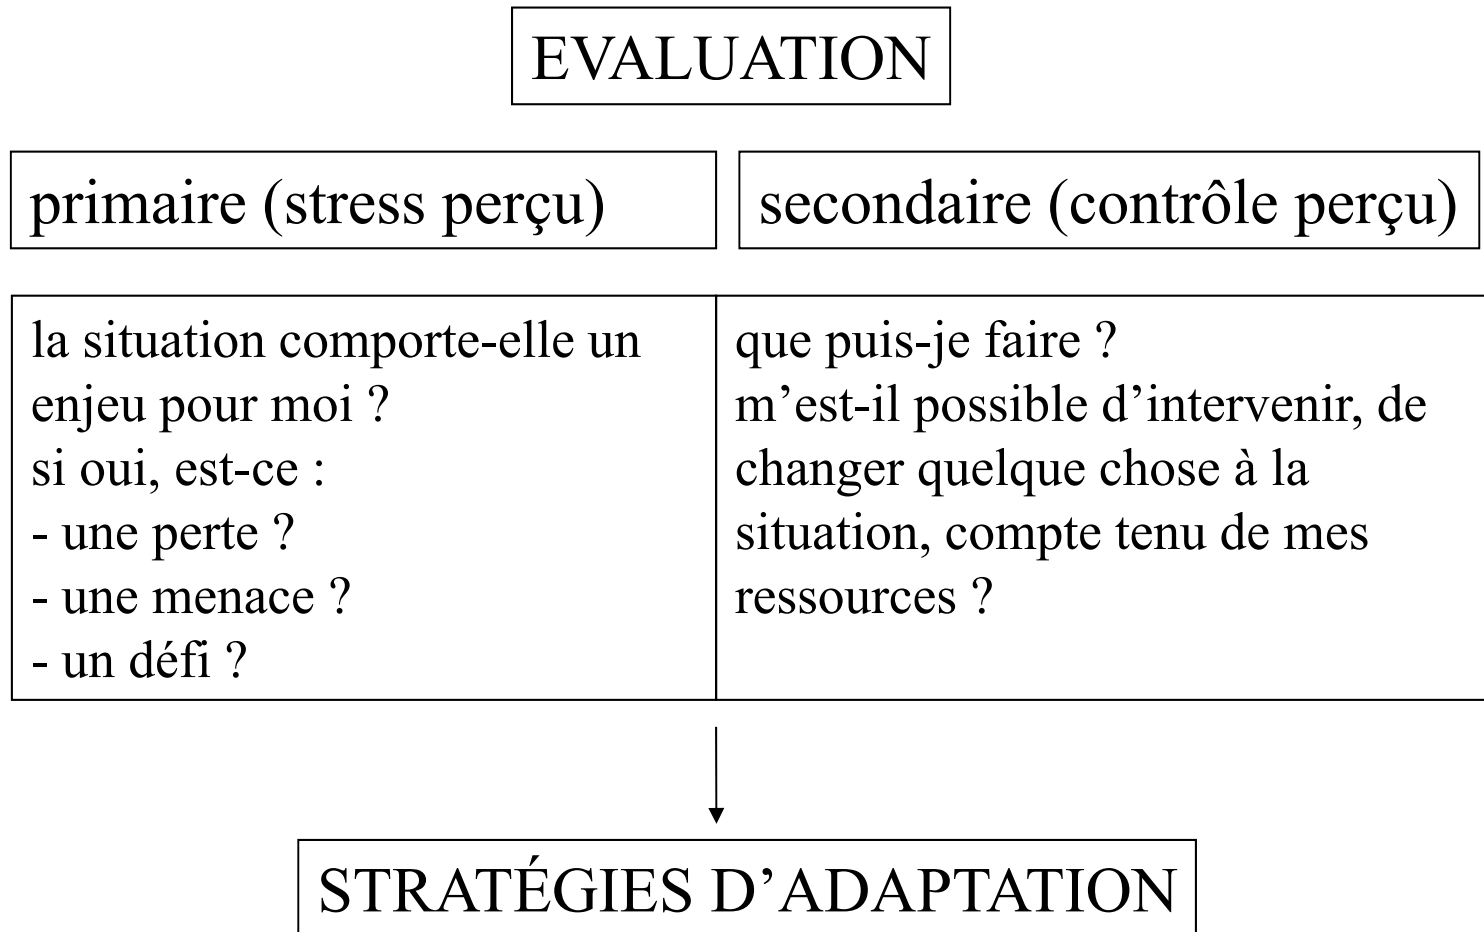 EVALUATION
primaire (stress perçu)
secondaire (contrôle perçu)
la situation comporte-elle un
enjeu pour moi ?
si oui, est-ce :
- une perte ?
- une menace ?
- un défi ?
que puis-je faire ?
m’est-il possible d’intervenir, de
changer quelque chose à la
situation, compte tenu de mes
ressources ?
STRATÉGIES D’ADAPTATION